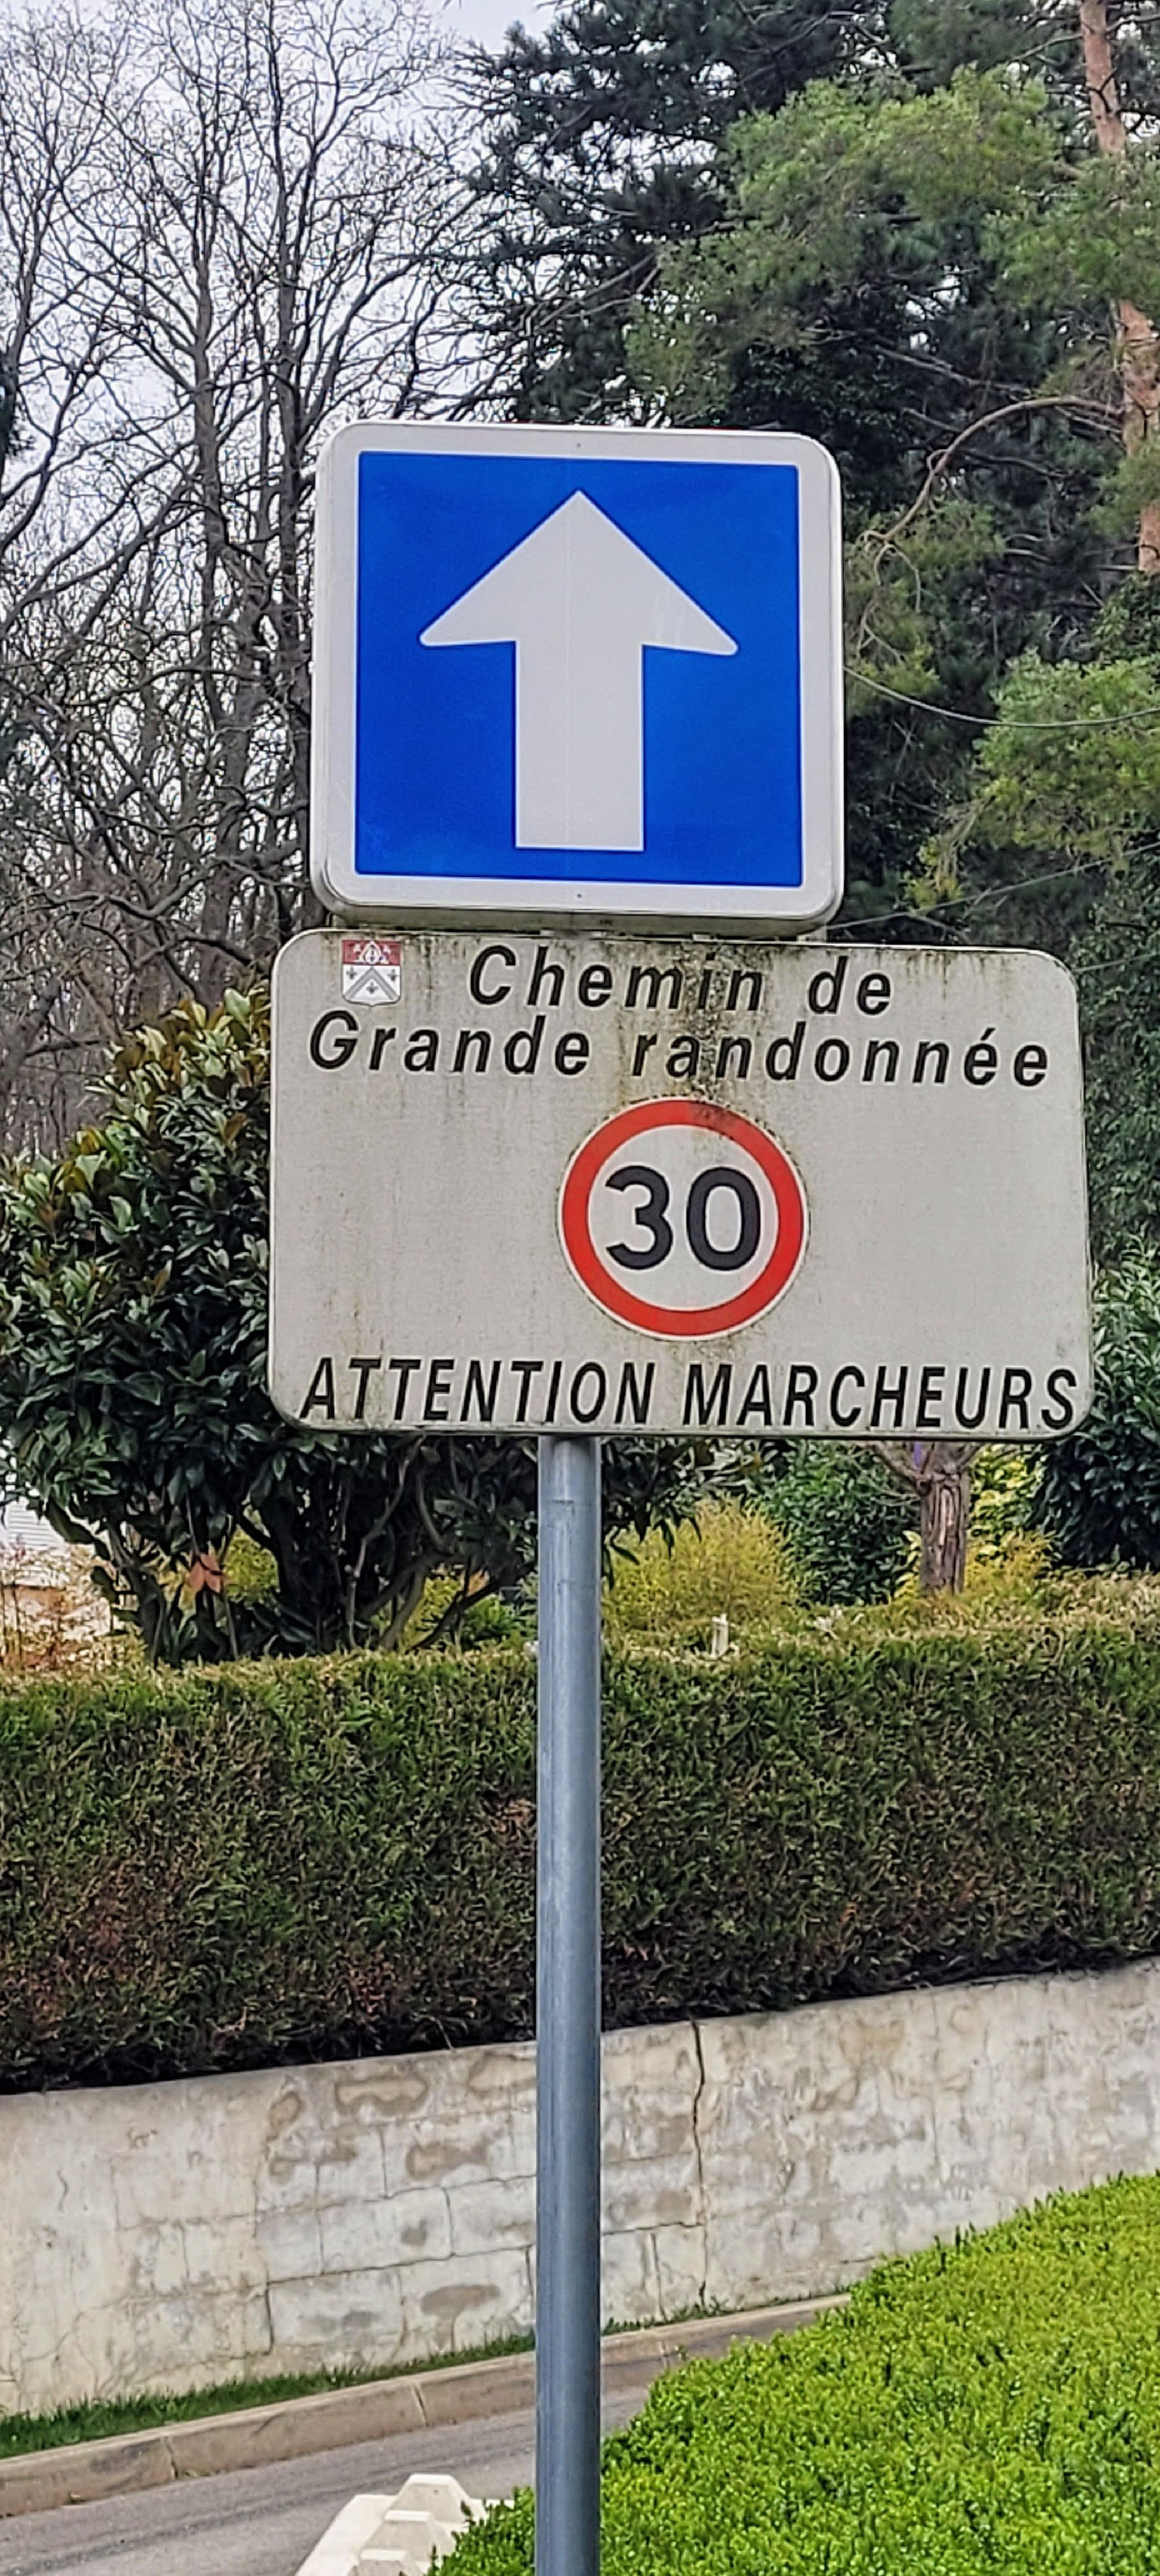 Chemin de
Grande randonnée
30
ATTENTION MARCHEURS